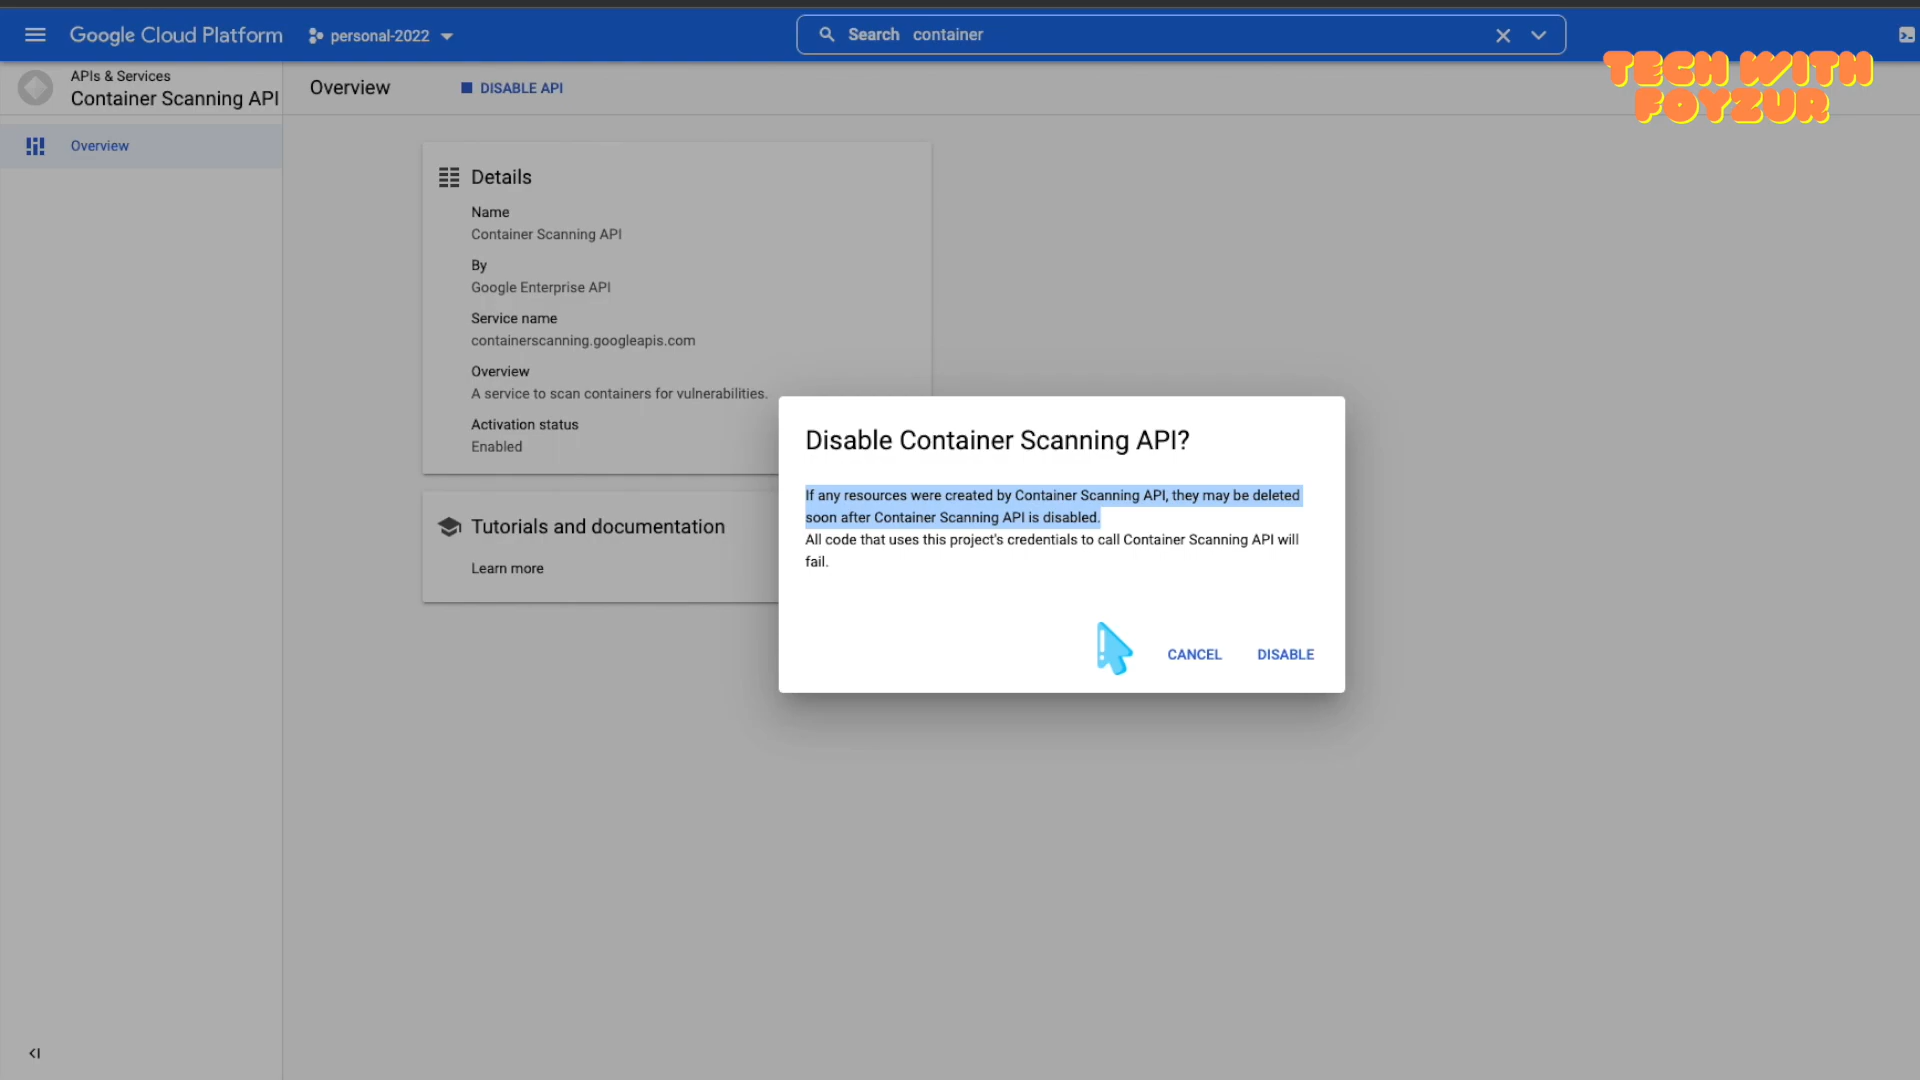 Google Cloud Platform
personal-2022
Search container
TECH WITH
FOYZUR
APIs & Services
Container Scanning API
Overview
DISABLE API
Overview
Details
Name
Container Scanning API
By
Google Enterprise API
Service name
containerscanning.googleapis.com
Overview
A service to scan containers for vulnerabilities.
Activation status
Enabled
Tutorials and documentation
Learn more
Disable Container Scanning API?
If any resources were created by Container Scanning API, they may be deleted
soon after Container Scanning API is disabled.
All code that uses this project's credentials to call Container Scanning API will
fail.
CANCEL
DISABLE